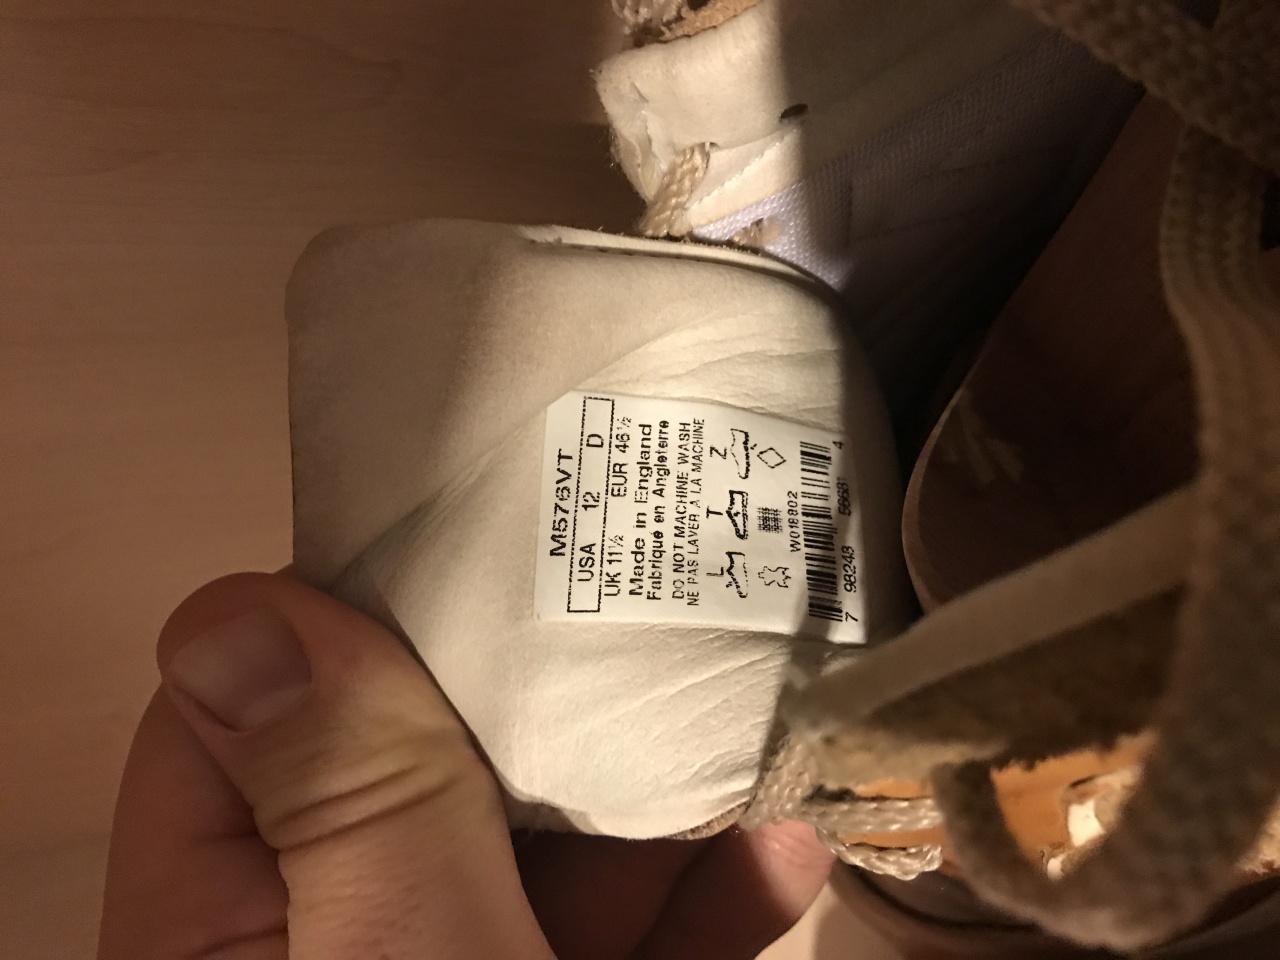 M576VT
USA 12 D
UK 11½ EUR 46½
Made in England
Fabriqué en Angleterre
DO NOT MACHINE WASH
NE PAS LAVER A LA MACHINE
L T Z
W018802
7 98248 5668 4